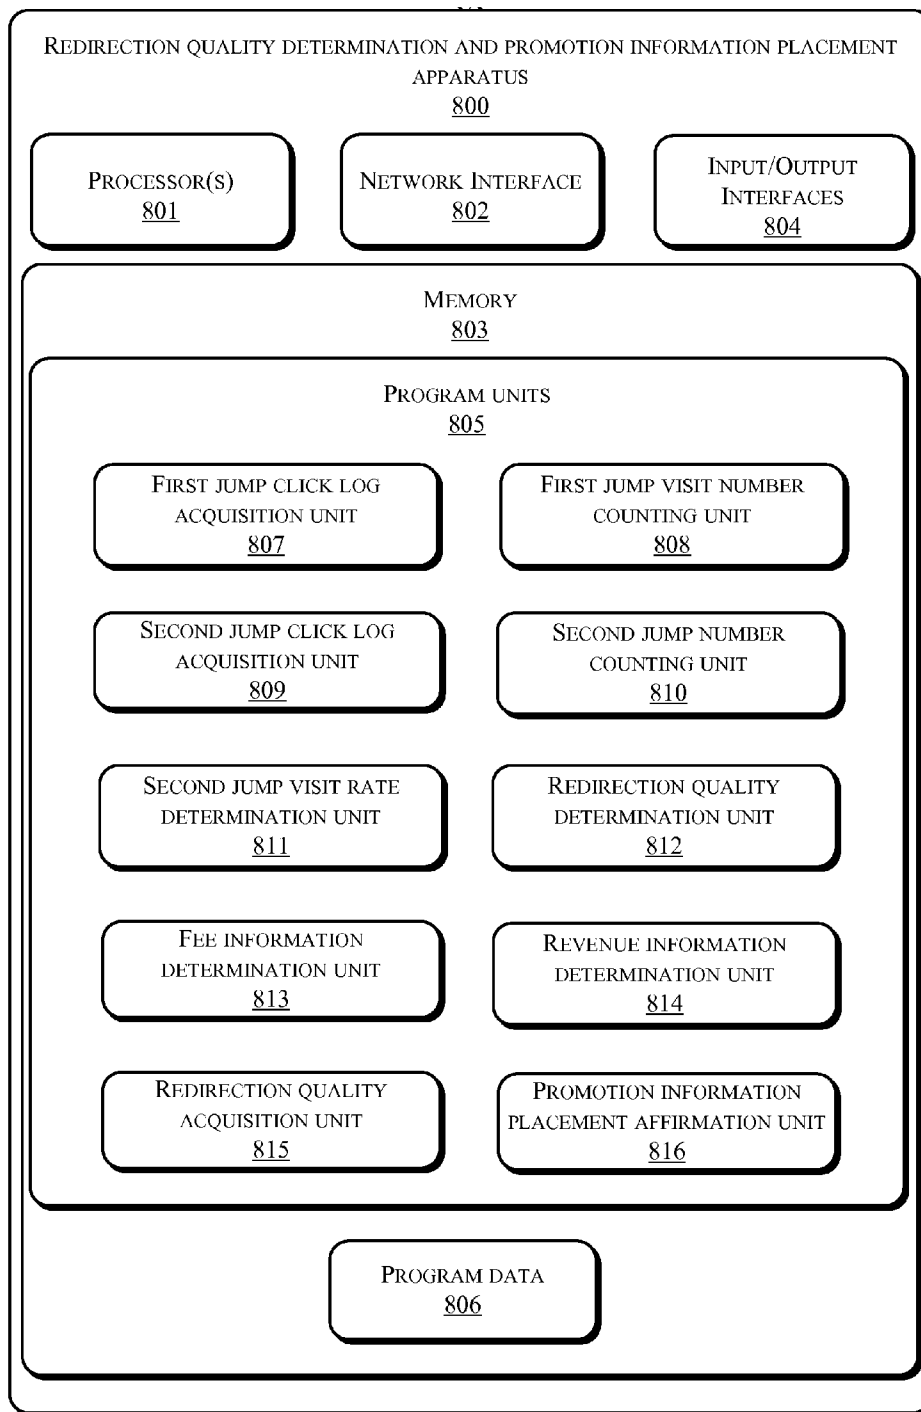 REDIRECTION QUALITY DETERMINATION AND PROMOTION INFORMATION PLACEMENT
APPARATUS
800
PROCESSOR(S)
801
NETWORK INTERFACE
802
INPUT/OUTPUT
INTERFACES
804
MEMORY
803
PROGRAM UNITS
805
FIRST JUMP CLICK LOG
ACQUISITION UNIT
807
FIRST JUMP VISIT NUMBER
COUNTING UNIT
808
SECOND JUMP CLICK LOG
ACQUISITION UNIT
809
SECOND JUMP NUMBER
COUNTING UNIT
810
SECOND JUMP VISIT RATE
DETERMINATION UNIT
811
REDIRECTION QUALITY
DETERMINATION UNIT
812
FEE INFORMATION
DETERMINATION UNIT
813
REVENUE INFORMATION
DETERMINATION UNIT
814
REDIRECTION QUALITY
ACQUISITION UNIT
815
PROMOTION INFORMATION
PLACEMENT AFFIRMATION UNIT
816
PROGRAM DATA
806